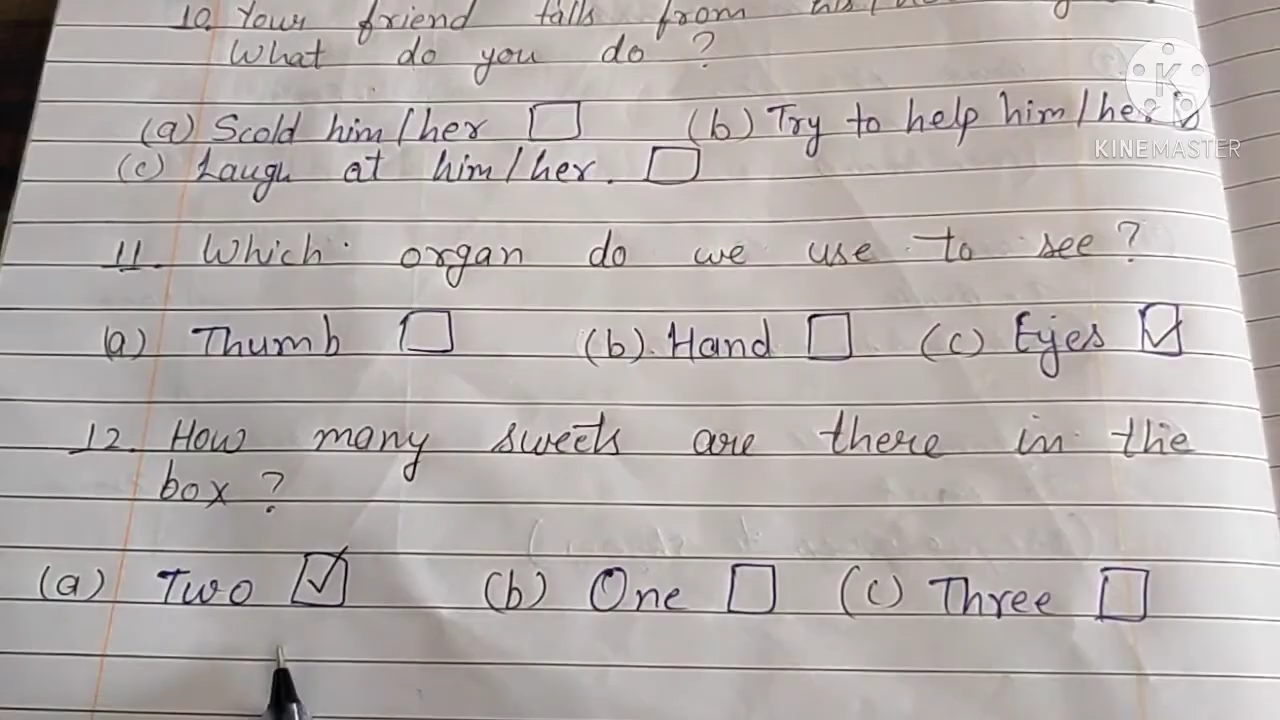 10. Your friend falls from
What do you do ?
(a) Scold him/her (b) Try to help him/her
(c) Laugh at him/her.
11. Which organ do we use to see ?
(a) Thumb (b). Hand (c) Eyes
12. How many sweets are there in the
box ?
(a) Two (b) One (c) Three
K
KINEMASTER